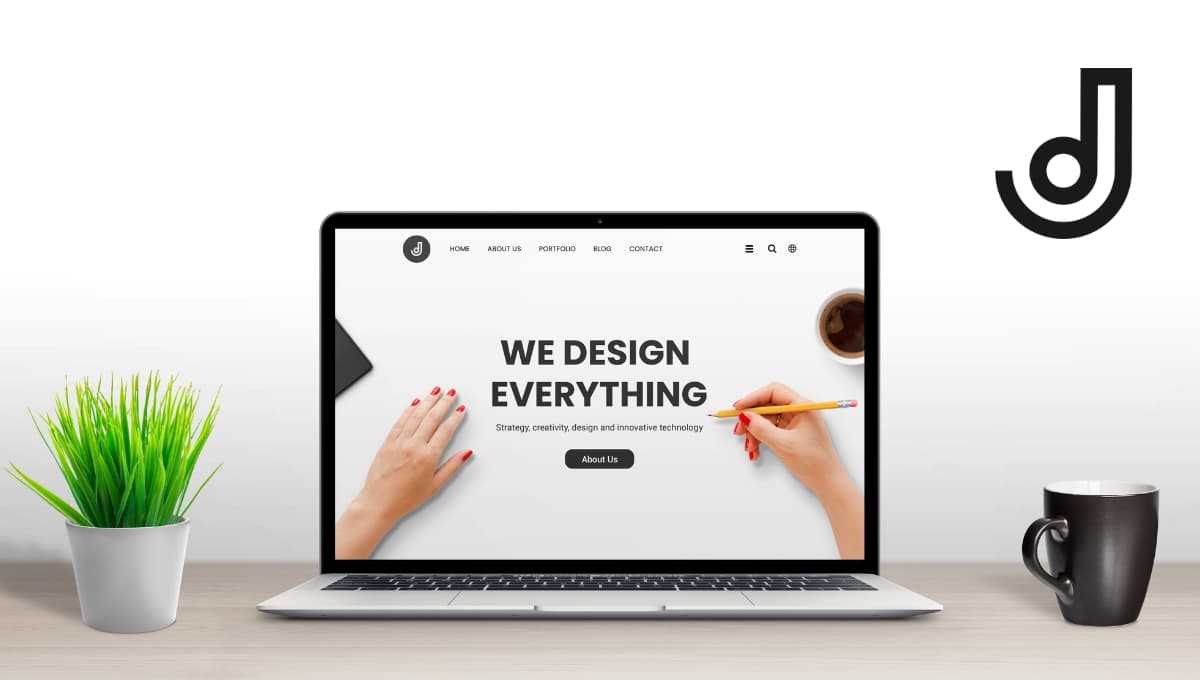 HOME ABOUT US PORTFOLIO BLOG CONTACT
WE DESIGN
EVERYTHING
Strategy, creativity, design and innovative technology
About Us